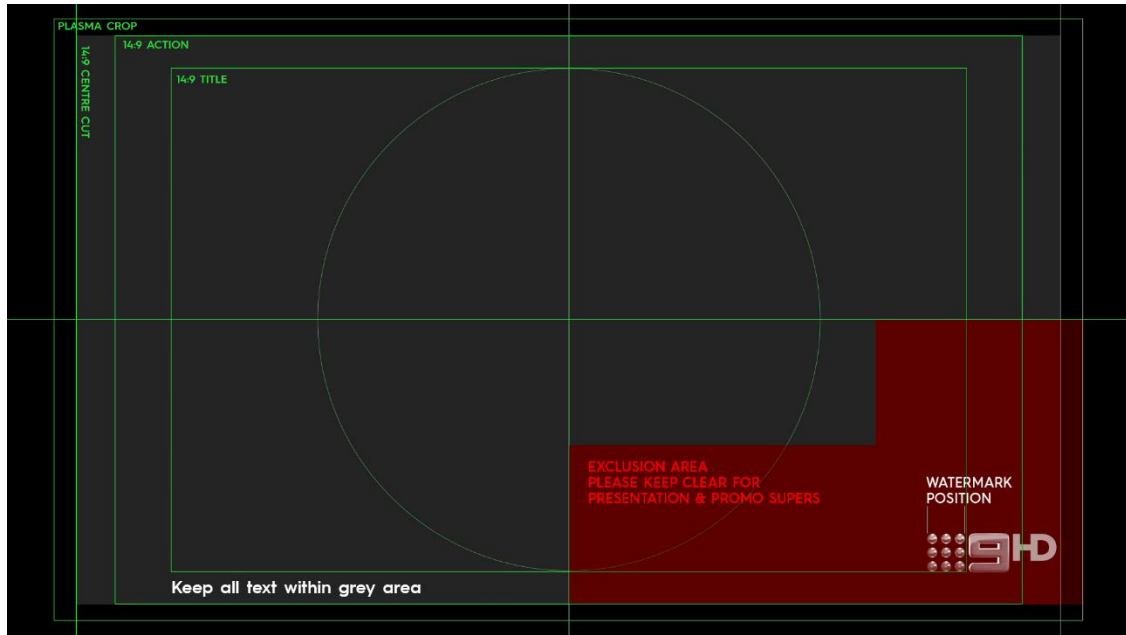 PLASMA CROP
14:9 CENTRE CUT
14:9 ACTION
14:9 TITLE
EXCLUSION AREA
PLEASE KEEP CLEAR FOR
PRESENTATION & PROMO SUPERS
WATERMARK
POSITION
9HD
Keep all text within grey area